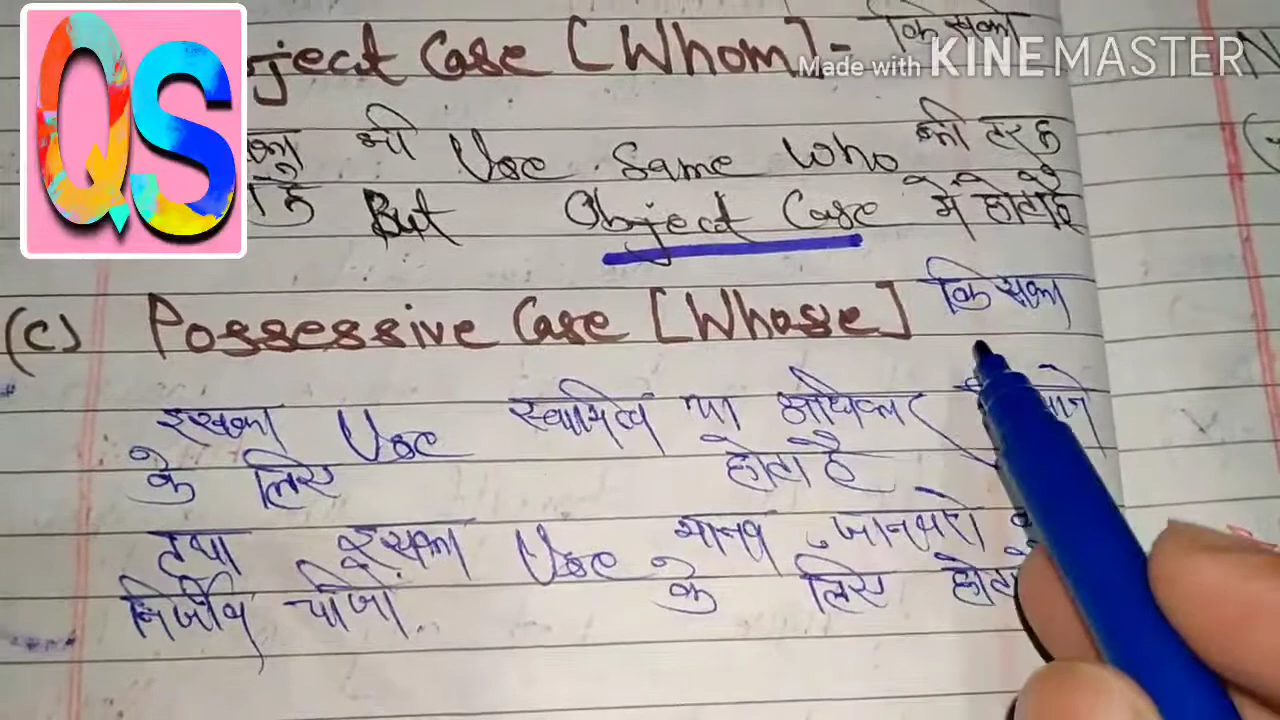 QS
ject Case [Whom]:- किसको
Made with KINEMASTER
का भी Use Same Who की तरह
But Object Case में होता है
(C) Possessive Case [Whose] किसका
इसका Use स्वामित्व या अधिकार
के लिए होता है
तथा इसका Use मानव, जानवरो
निर्जीव चीजो के लिए